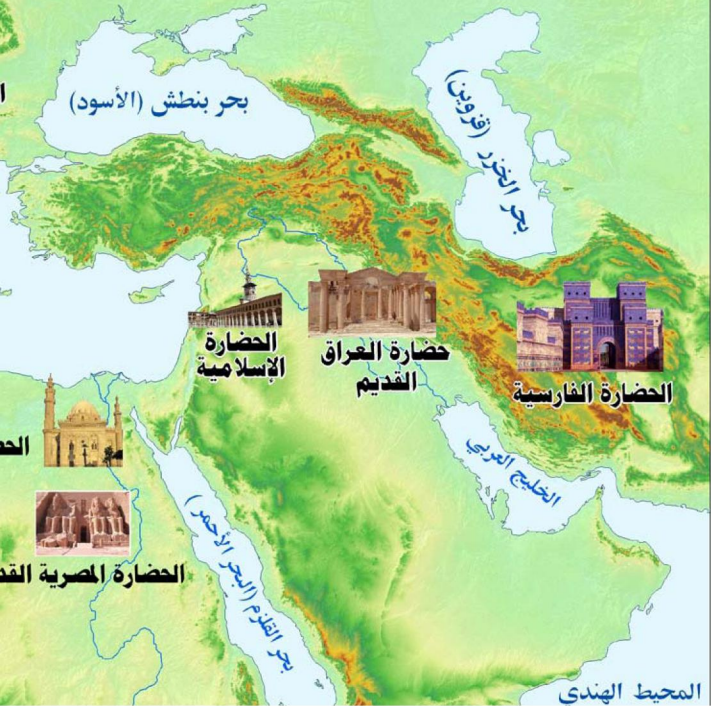 بحر بنطش (الأسود)
بحر الخزر (قزوين)
الحضارة
الإسلامية
حضارة العراق
القديم
الحضارة الفارسية
الخليج العربي
بحر القلزم (البحر الأحمر)
الحضارة المصرية
المحيط الهندي